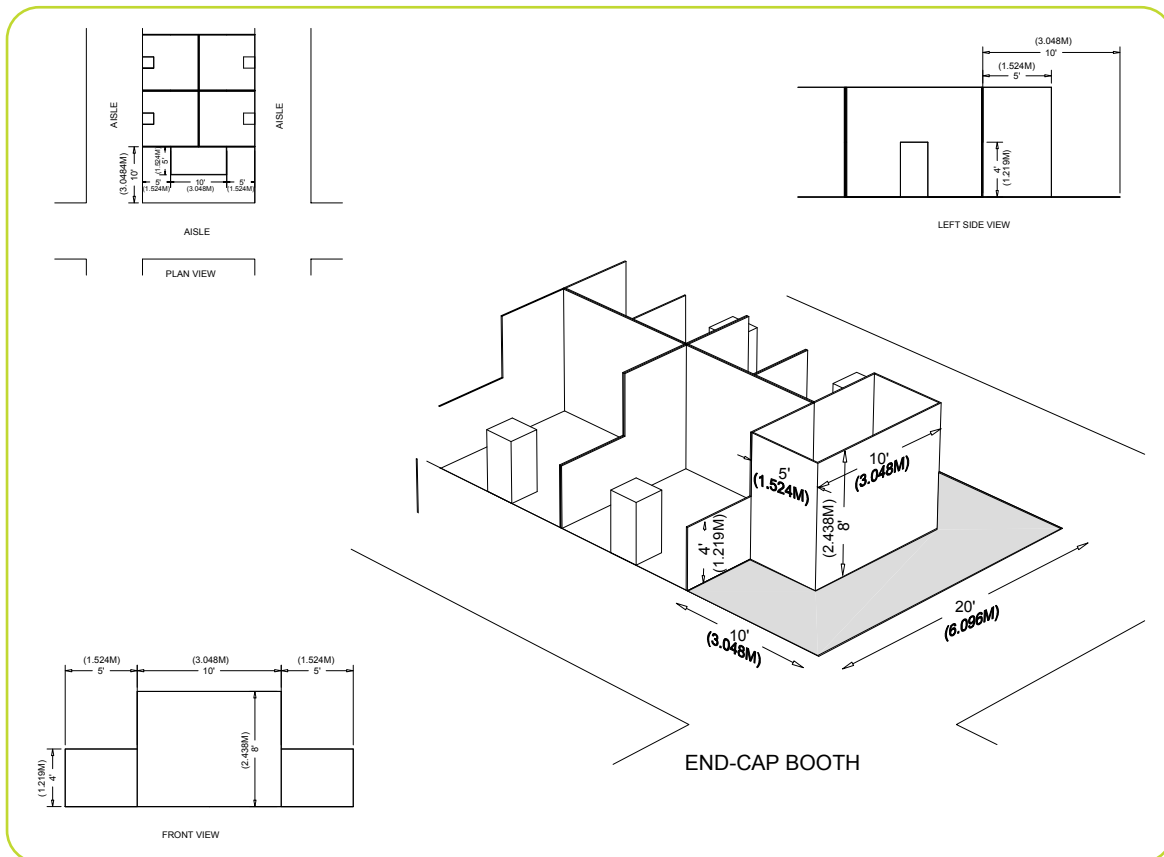 AISLE
AISLE
(3.0484M)
10'
(1.524M)
5'
5'
(1.524M)
10'
(3.048M)
5'
(1.524M)
AISLE
PLAN VIEW
(3.048M)
10'
(1.524M)
5'
4'
(1.219M)
LEFT SIDE VIEW
5'
(1.524M)
10'
(3.048M)
(2.438M)
8'
4'
(1.219M)
10'
(3.048M)
20'
(6.096M)
END-CAP BOOTH
(1.524M)
5'
(3.048M)
10'
(1.524M)
5'
(1.219M)
4'
(2.438M)
8'
FRONT VIEW